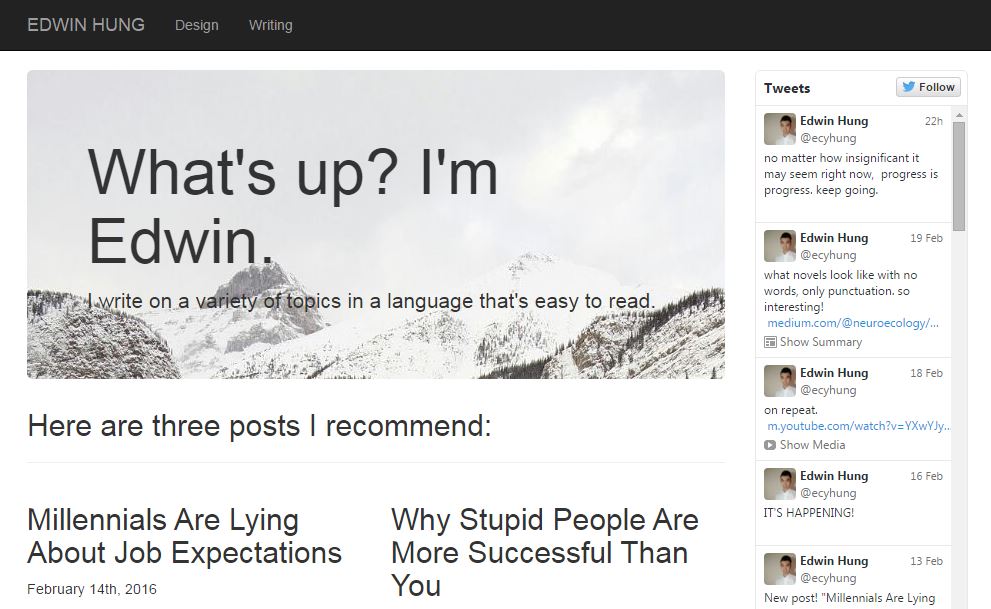 EDWIN HUNG Design Writing
What's up? I'm
Edwin.
I write on a variety of topics in a language that's easy to read.
Here are three posts I recommend:
Millennials Are Lying
About Job Expectations
February 14th, 2016
Why Stupid People Are
More Successful Than
You
Tweets Follow
Edwin Hung 22h
@ecyhung
no matter how insignificant it
may seem right now, progress is
progress. keep going.
Edwin Hung 19 Feb
@ecyhung
what novels look like with no
words, only punctuation. so
interesting!
medium.com/@neuroecology/...
Show Summary
Edwin Hung 18 Feb
@ecyhung
on repeat.
m.youtube.com/watch?v=YXwYJy...
Show Media
Edwin Hung 16 Feb
@ecyhung
IT'S HAPPENING!
Edwin Hung 13 Feb
@ecyhung
New post! "Millennials Are Lying